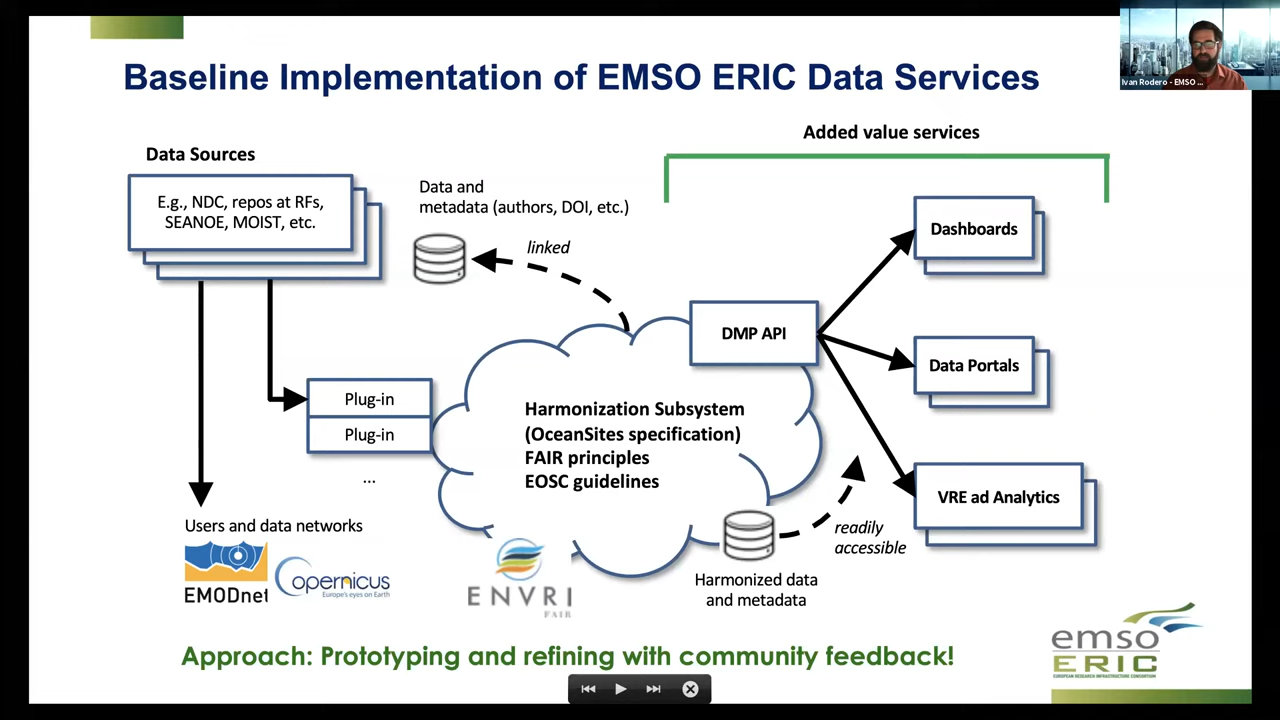 Baseline Implementation of EMSO ERIC Data Services
Ivan Rodero - EMSO ...
Added value services
Data Sources
E.g., NDC, repos at RFs,
SEANOE, MOIST, etc.
Data and
metadata (authors, DOI, etc.)
linked
Dashboards
DMP API
Data Portals
Plug-in
Plug-in
...
Harmonization Subsystem
(OceanSites specification)
FAIR principles
EOSC guidelines
VRE ad Analytics
readily
accessible
Users and data networks
EMODnet
opernicus
Europe's eyes on Earth
ENVRI
FAIR
Harmonized data
and metadata
Approach: Prototyping and refining with community feedback!
emso
ERIC
EUROPEAN RESEARCH INFRASTRUCTURE CONSORTIUM